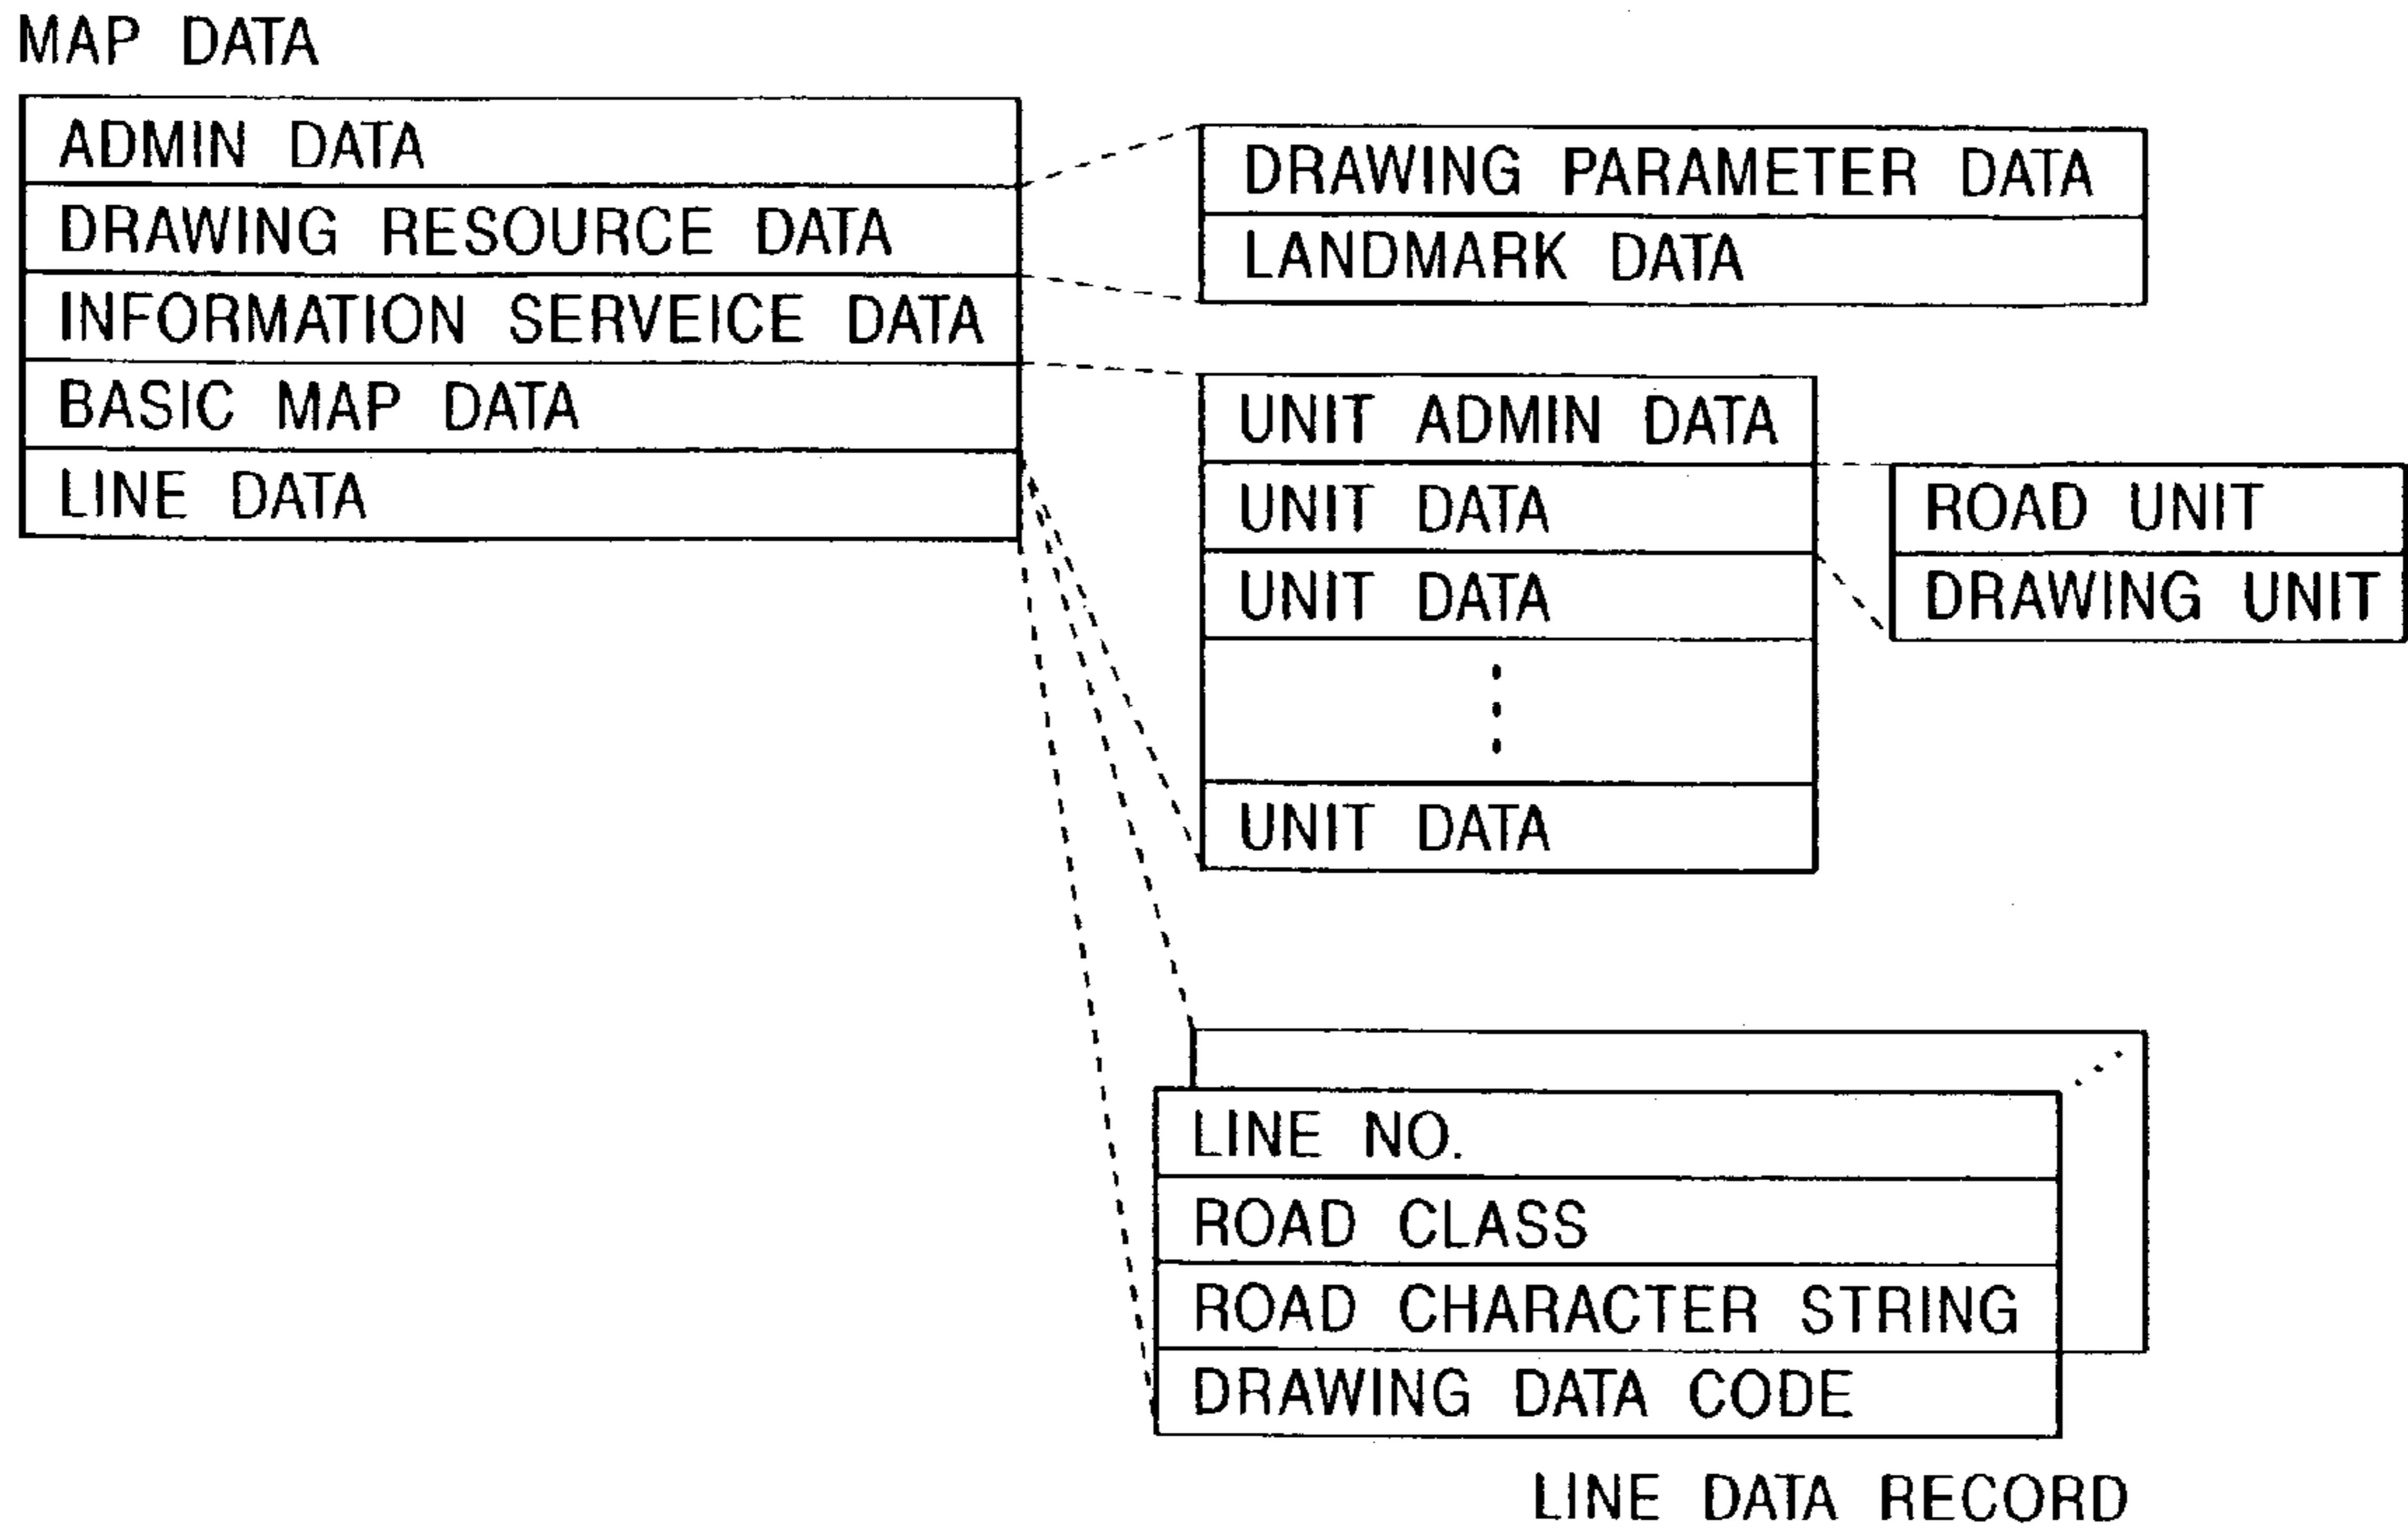 MAP DATA
ADMIN DATA
DRAWING RESOURCE DATA
INFORMATION SERVEICE DATA
BASIC MAP DATA
LINE DATA
DRAWING PARAMETER DATA
LANDMARK DATA
UNIT ADMIN DATA
UNIT DATA
UNIT DATA
UNIT DATA
ROAD UNIT
DRAWING UNIT
LINE NO.
ROAD CLASS
ROAD CHARACTER STRING
DRAWING DATA CODE
LINE DATA RECORD